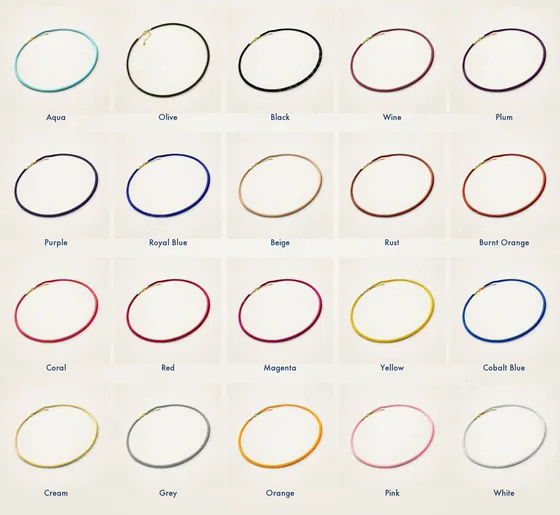 Aqua Olive Black Wine Plum
Purple Royal Blue Beige Rust Burnt Orange
Coral Red Magenta Yellow Cobalt Blue
Cream Grey Orange Pink White